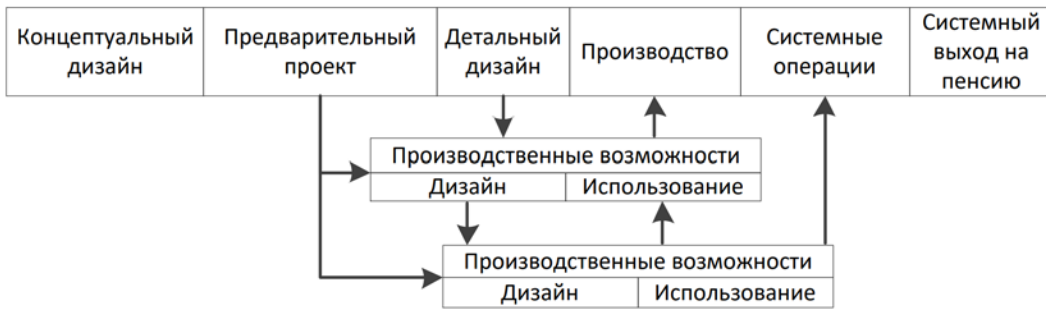 Концептуальный
дизайн
Предварительный
проект
Детальный
дизайн
Производство
Системные
операции
Системный
выход на
пенсию
Производственные возможности
Дизайн
Использование
Производственные возможности
Дизайн
Использование